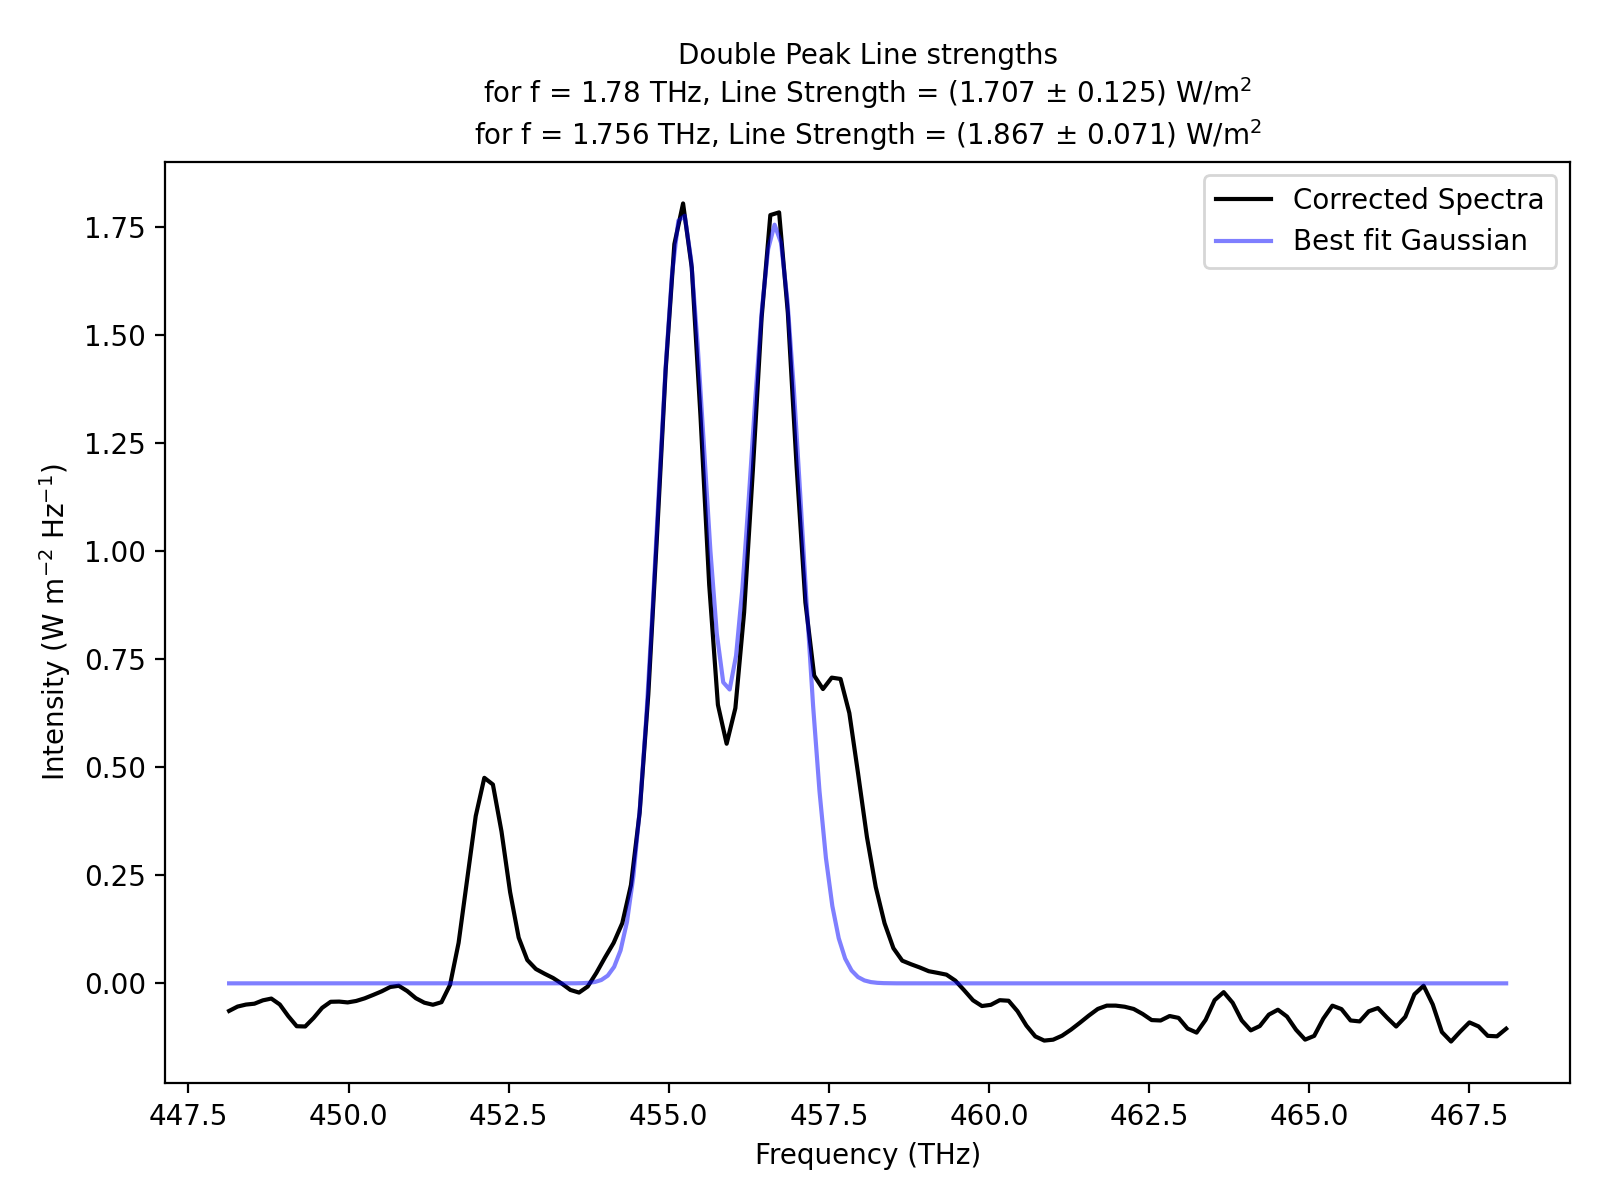 Double Peak Line strengths
for f = 1.78 THz, Line Strength = (1.707 ± 0.125) W/m²
for f = 1.756 THz, Line Strength = (1.867 ± 0.071) W/m²
Corrected Spectra
Best fit Gaussian
Intensity (W m⁻² Hz⁻¹)
1.75
1.50
1.25
1.00
0.75
0.50
0.25
0.00
447.5 450.0 452.5 455.0 457.5 460.0 462.5 465.0 467.5
Frequency (THz)